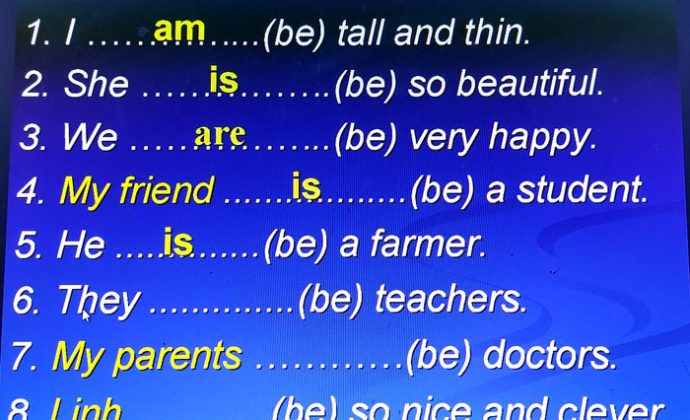 1. I ..........am..........(be) tall and thin.
2. She ..........is..........(be) so beautiful.
3. We ..........are..........(be) very happy.
4. My friend ..........is..........(be) a student.
5. He ..........is..........(be) a farmer.
6. They ..............(be) teachers.
7. My parents ............(be) doctors.
8. Linh (be) so nice and clever